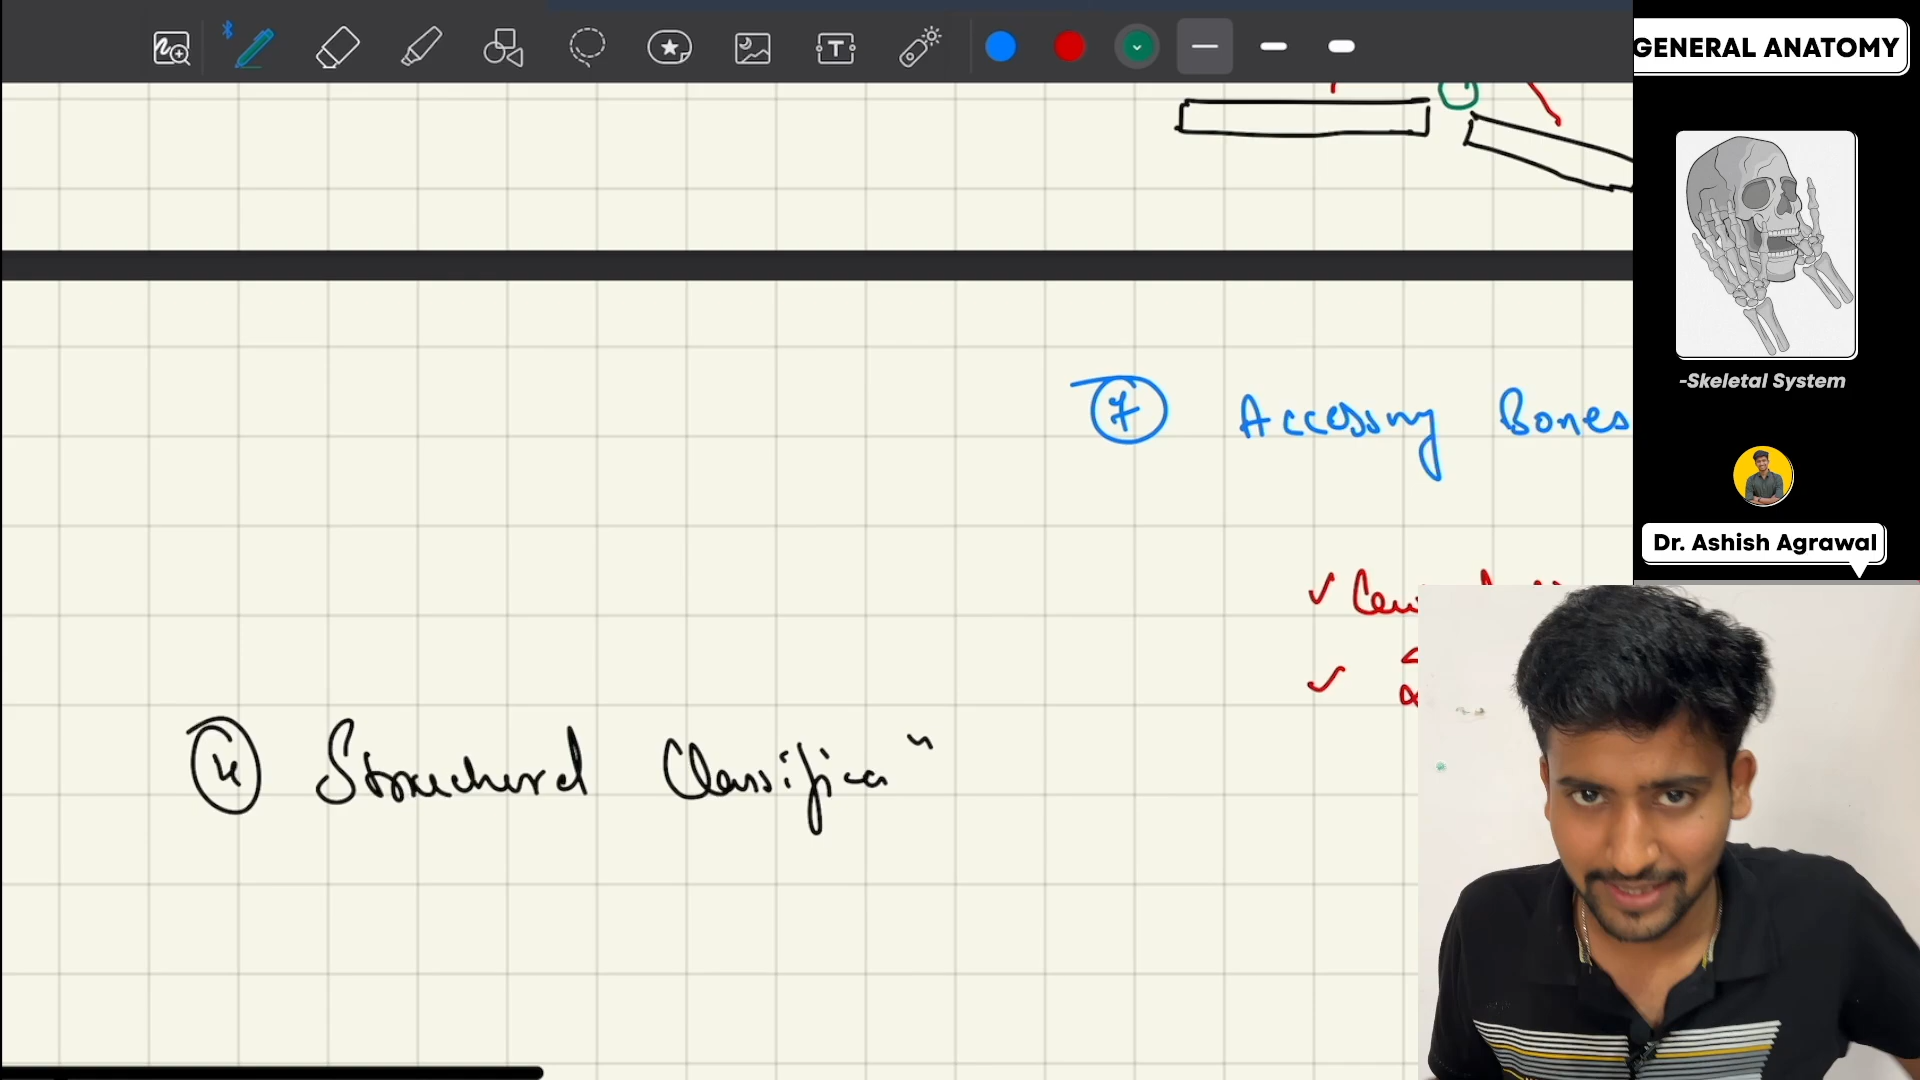 GENERAL ANATOMY
-Skeletal System
Dr. Ashish Agrawal
T
7 Accessory Bones
✓
✓
4 Structural Classifica"